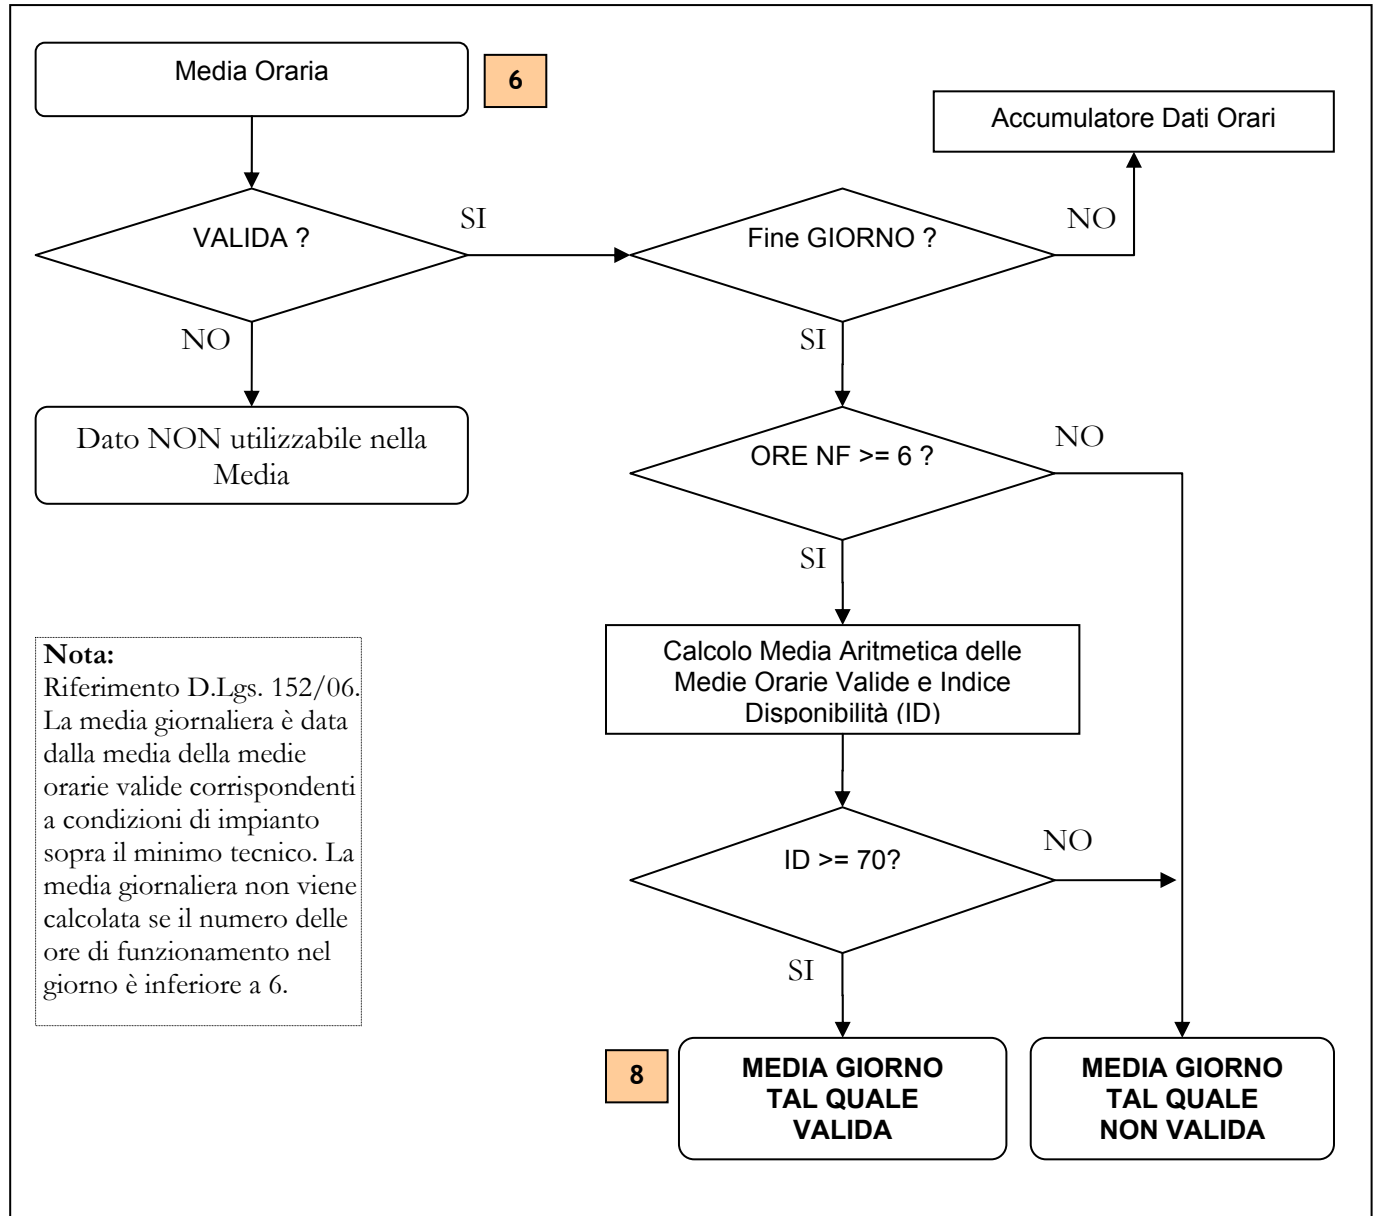 Media Oraria
6
Accumulatore Dati Orari
VALIDA ?
SI
Fine GIORNO ?
NO
NO
SI
Dato NON utilizzabile nella
Media
ORE NF >= 6 ?
NO
SI
Calcolo Media Aritmetica delle
Medie Orarie Valide e Indice
Disponibilità (ID)
Nota:
Riferimento D.Lgs. 152/06.
La media giornaliera è data
dalla media della medie
orarie valide corrispondenti
a condizioni di impianto
sopra il minimo tecnico. La
media giornaliera non viene
calcolata se il numero delle
ore di funzionamento nel
giorno è inferiore a 6.
ID >= 70?
NO
SI
8
MEDIA GIORNO
TAL QUALE
VALIDA
MEDIA GIORNO
TAL QUALE
NON VALIDA